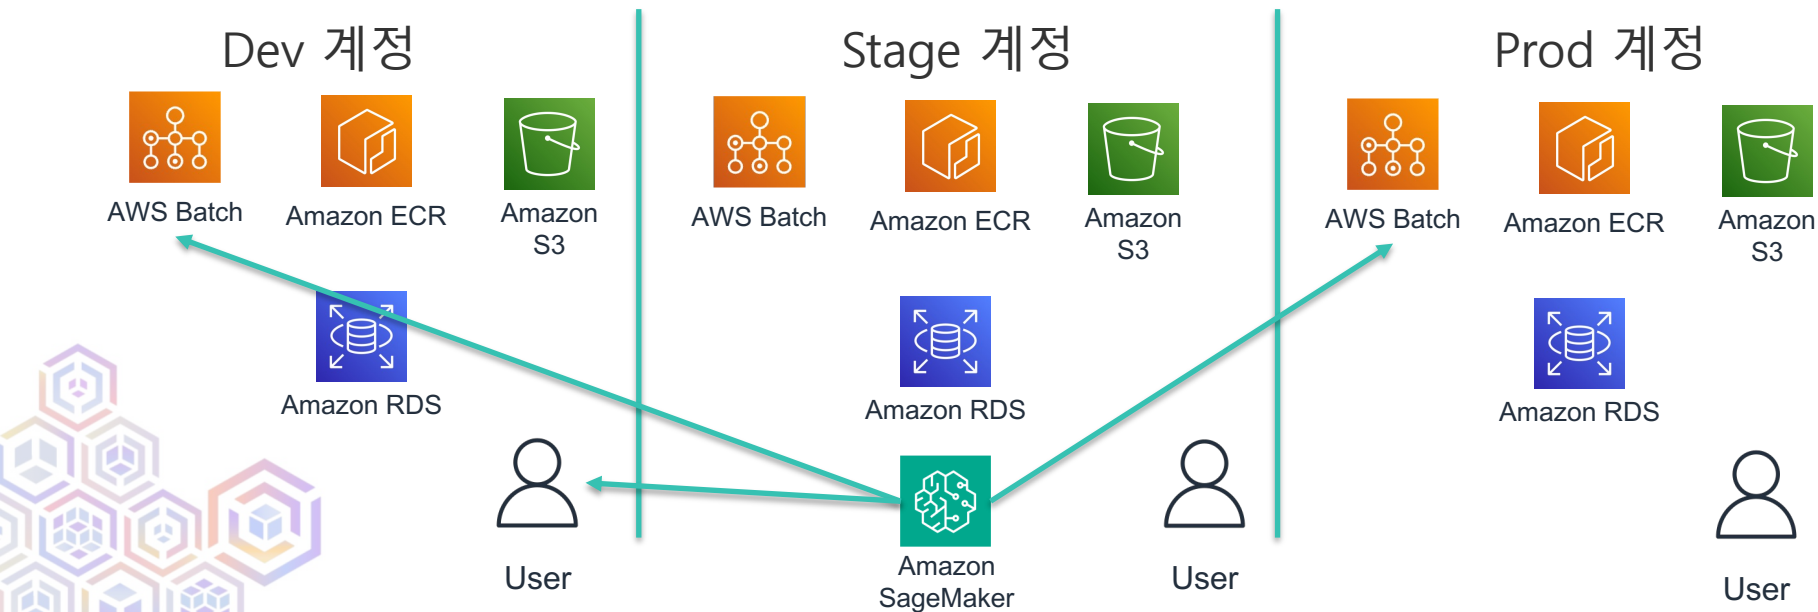 Dev 계정
Stage 계정
Prod 계정
AWS Batch
Amazon ECR
Amazon
S3
AWS Batch
Amazon ECR
Amazon
S3
AWS Batch
Amazon ECR
Amazon
S3
Amazon RDS
Amazon RDS
Amazon RDS
User
Amazon
SageMaker
User
User